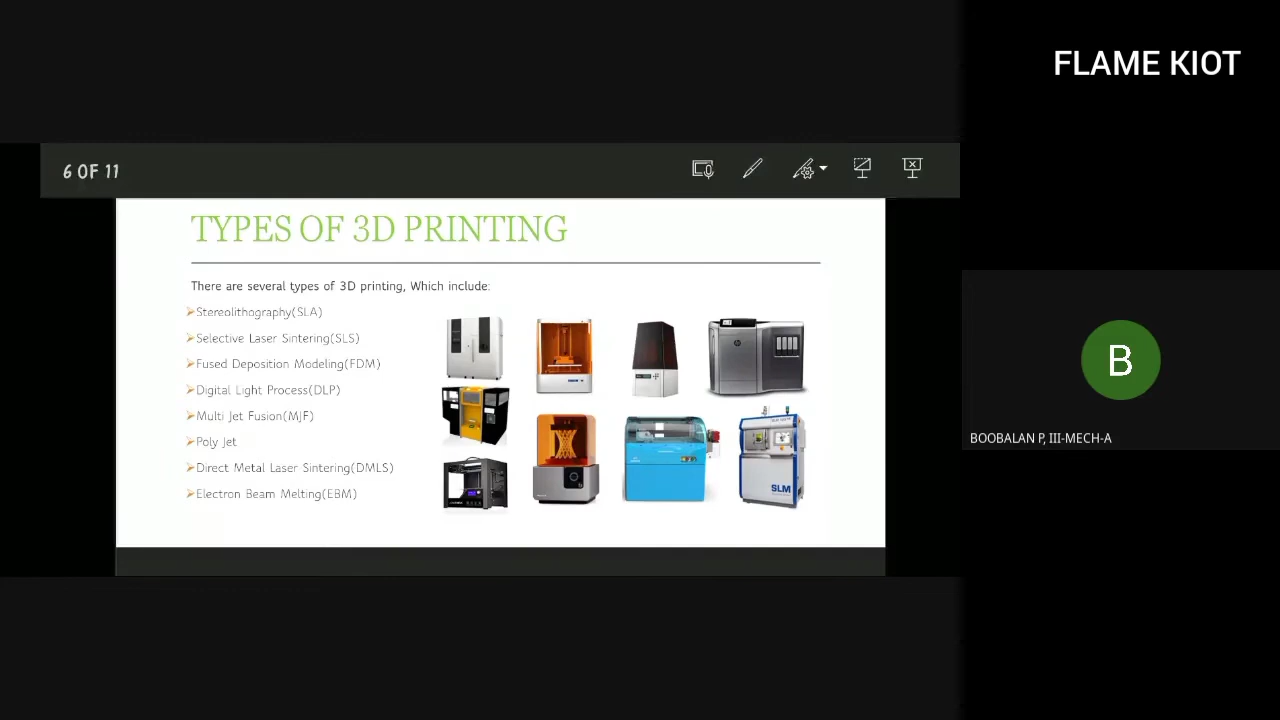 FLAME KIOT
6 OF 11
TYPES OF 3D PRINTING
There are several types of 3D printing, Which include:
Stereolithography(SLA)
Selective Laser Sintering(SLS)
Fused Deposition Modeling(FDM)
Digital Light Process(DLP)
Multi Jet Fusion(MJF)
Poly Jet
Direct Metal Laser Sintering(DMLS)
Electron Beam Melting(EBM)
SLM
B
BOOBALAN P, III-MECH-A